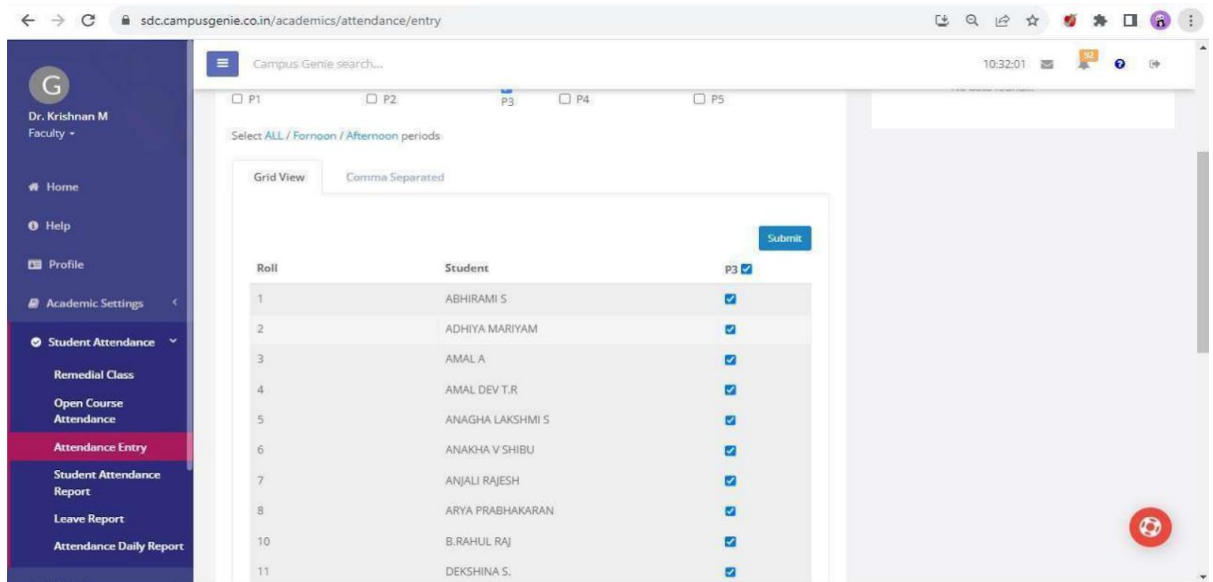 sdc.campusgenie.co.in/academics/attendance/entry
G
Dr. Krishnan M
Faculty
Home
Help
Profile
Academic Settings
Student Attendance
Remedial Class
Open Course
Attendance
Attendance Entry
Student Attendance
Report
Leave Report
Attendance Daily Report
Campus Genie search...
10:32:01
92
P1 P2 P3 P4 P5
Select ALL / Fornoon / Afternoon periods
Grid View Comma Separated
Submit
Roll Student P3
1 ABHIRAMI S
2 ADHIYA MARIYAM
3 AMAL A
4 AMAL DEV T.R
5 ANAGHA LAKSHMI S
6 ANAKHA V SHIBU
7 ANJALI RAJESH
8 ARYA PRABHAKARAN
10 B.RAHUL RAJ
11 DEKSHINA S.